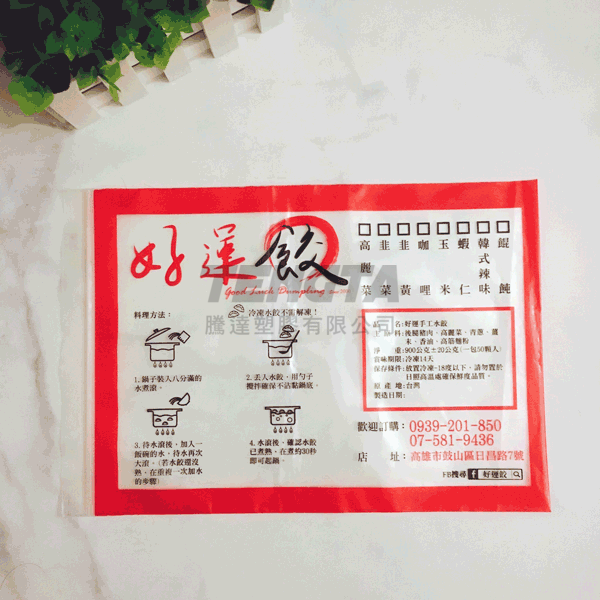 好運餃
Good Luck Dumpling
高麗菜
韭菜
韭黃
咖哩
玉米
蝦仁
韓式辣味
餛飩
TENGTA
騰達塑膠有限公司
料理方法：
冷凍水餃不需解凍！
1.鍋子裝入八分滿的
水煮滾。
2.丟入水餃，用勺子
攪拌確保不沾黏鍋底。
3.待水滾後，加入一
飯碗的水，待水再次
大滾。(若水餃還沒
熟，在重複一次加水
的步驟)
4.水滾後，確認水餃
已煮熟，在煮約30秒
即可起鍋。
品名:好運手工水餃
料:後腿豬肉、高麗菜、青蔥、薑
末、香油、高筋麵粉
淨重:900公克±20公克(一包50顆入)
賞味期限:冷凍14天
保存條件:放置冷凍-18度以下，請勿置於
日照高溫處確保鮮度品質。
原產地:台灣
製造日期:
歡迎訂購：0939-201-850
07-581-9436
店址：高雄市鼓山區日昌路7號
FB搜尋 f 好運餃